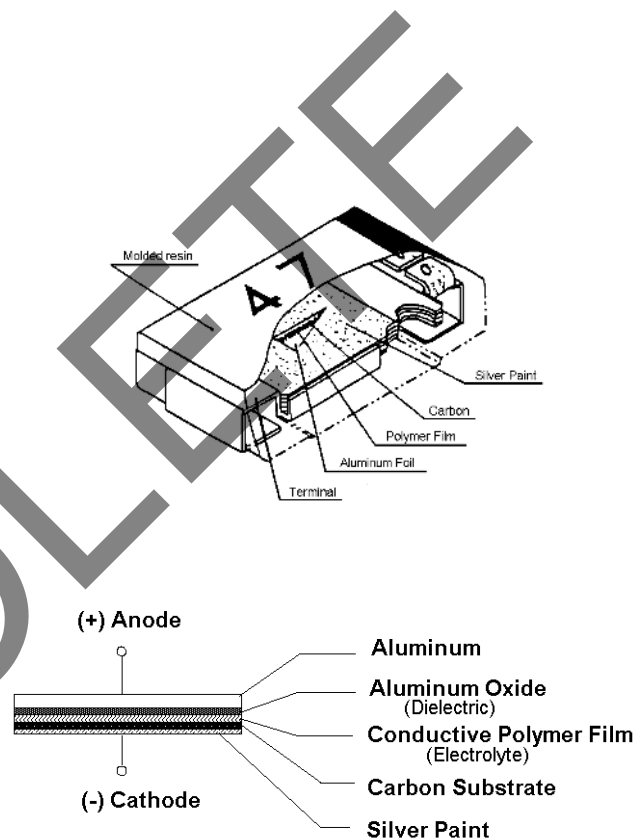 OLETE
Molded resin
47
Silver Paint
Carbon
Polymer Film
Aluminum Foil
Terminal
(+) Anode
Aluminum
Aluminum Oxide
(Dielectric)
Conductive Polymer Film
(Electrolyte)
Carbon Substrate
(-) Cathode
Silver Paint